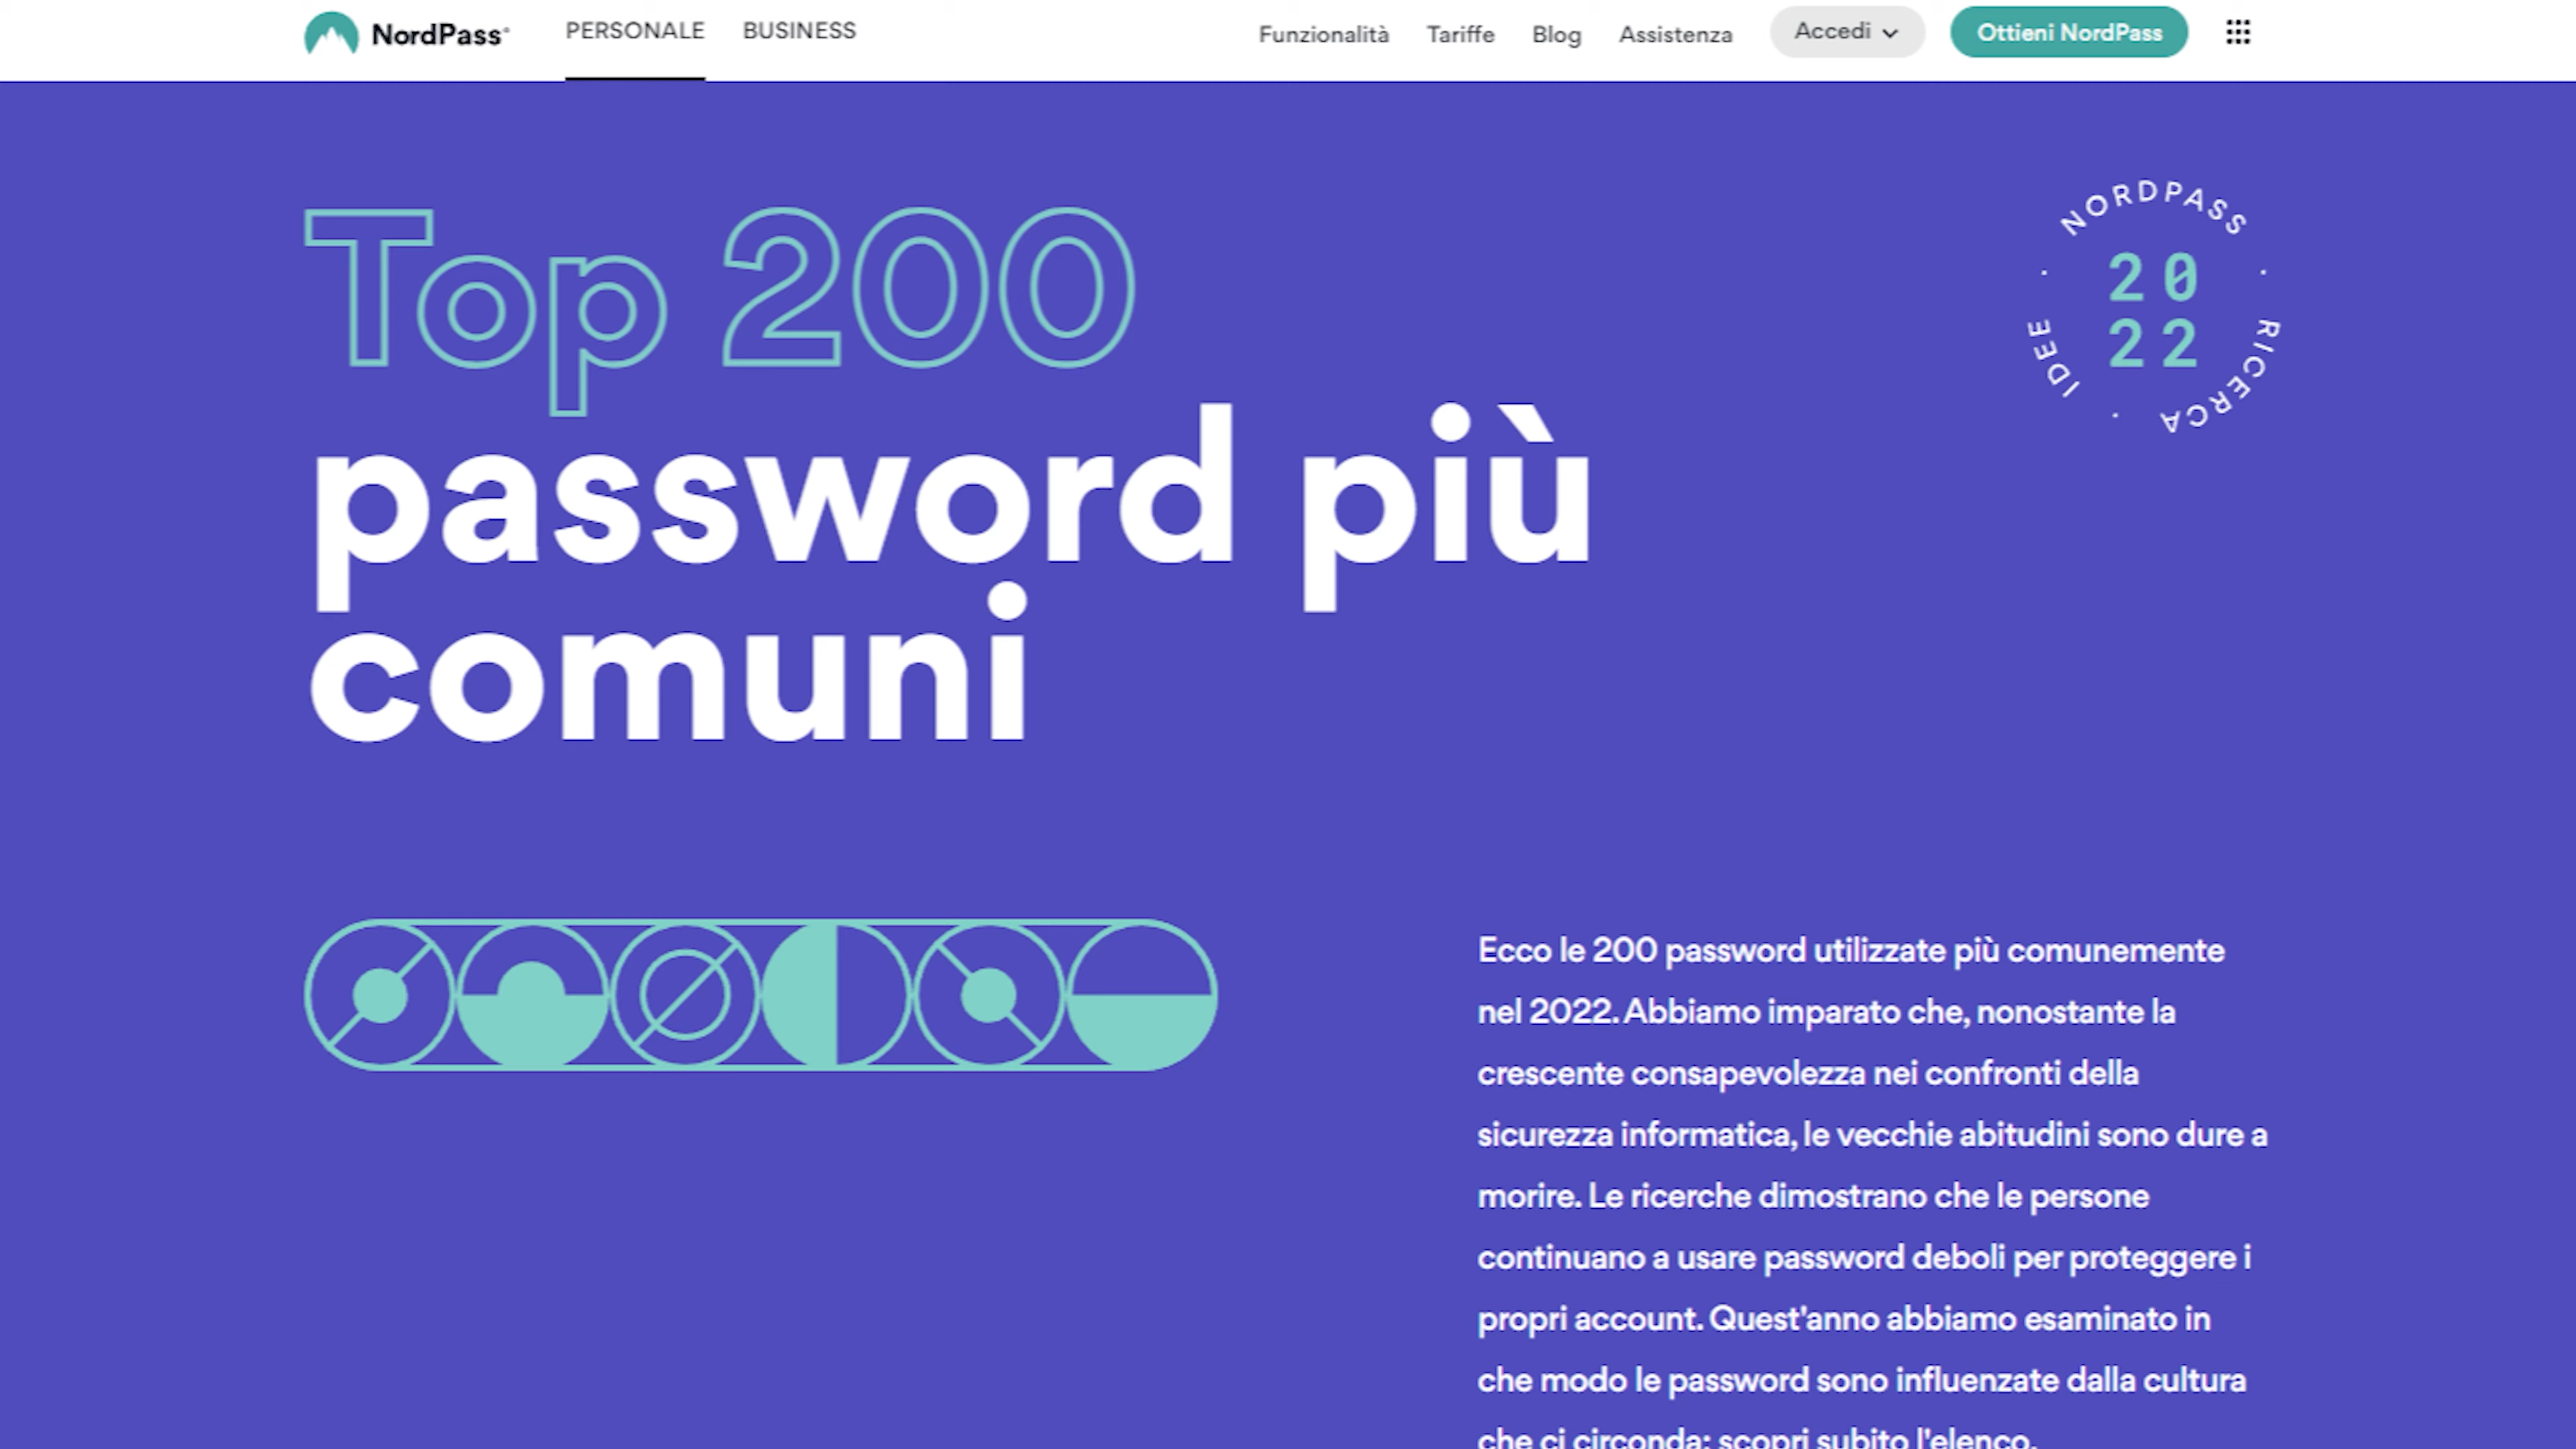 NordPass®
PERSONALE
BUSINESS
Funzionalità
Tariffe
Blog
Assistenza
Accedi
Ottieni NordPass
Top 200
password più
comuni
NORDPASS · RICERCA · IDEE ·
20
22
Ecco le 200 password utilizzate più comunemente
nel 2022. Abbiamo imparato che, nonostante la
crescente consapevolezza nei confronti della
sicurezza informatica, le vecchie abitudini sono dure a
morire. Le ricerche dimostrano che le persone
continuano a usare password deboli per proteggere i
propri account. Quest'anno abbiamo esaminato in
che modo le password sono influenzate dalla cultura
che ci circonda: scopri subito l'elenco.